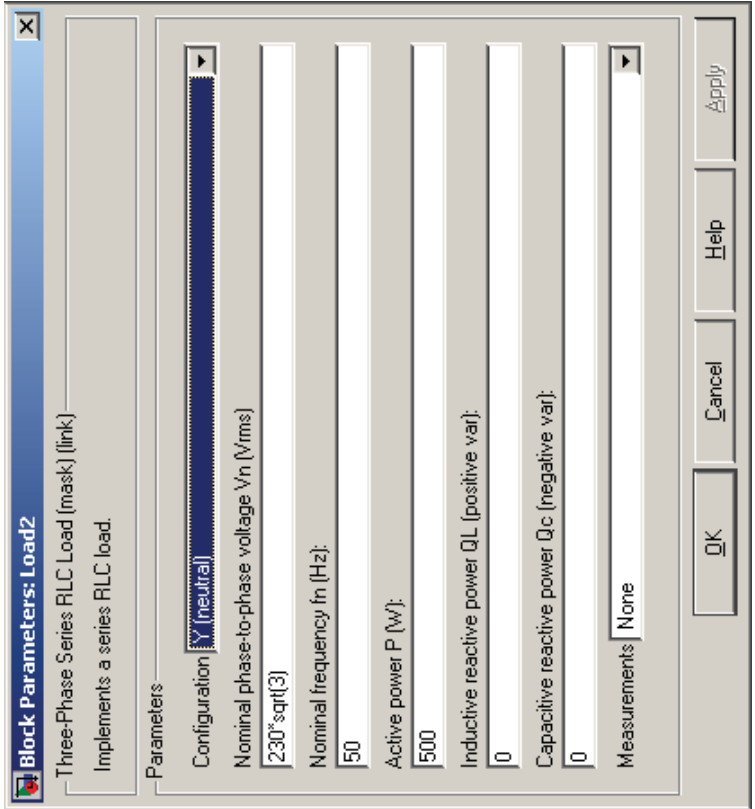 Block Parameters: Load2
Three-Phase Series RLC Load (mask) (link)
Implements a series RLC load.
Parameters
Configuration Y (neutral)
Nominal phase-to-phase voltage Vn (Vrms)
230*sqrt(3)
Nominal frequency fn (Hz):
50
Active power P (W):
500
Inductive reactive power QL (positive var):
0
Capacitive reactive power Qc (negative var):
0
Measurements None
OK Cancel Help Apply